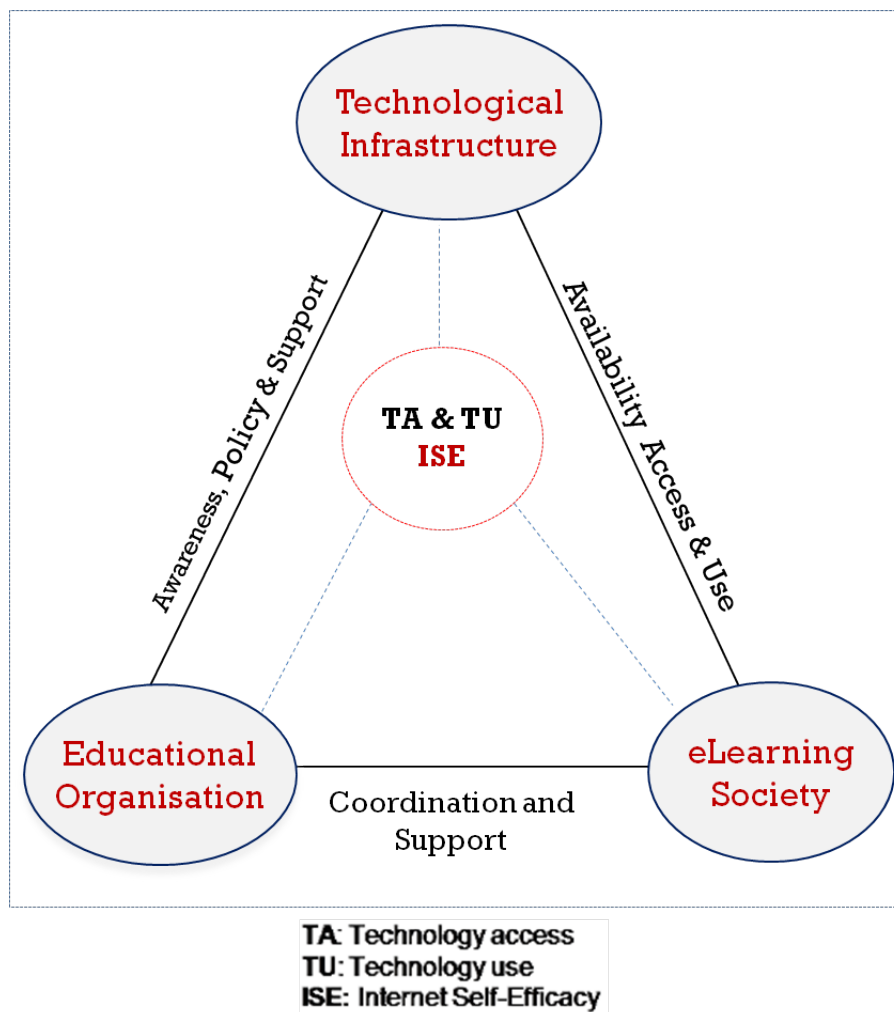 Technological
Infrastructure
Awareness, Policy & Support
Availability Access & Use
TA & TU
ISE
Educational
Organisation
eLearning
Society
Coordination and
Support
TA: Technology access
TU: Technology use
ISE: Internet Self-Efficacy